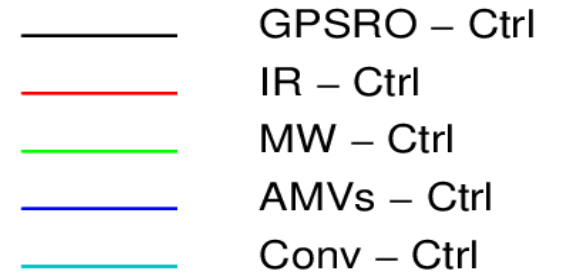 GPSRO – Ctrl
IR – Ctrl
MW – Ctrl
AMVs – Ctrl
Conv – Ctrl